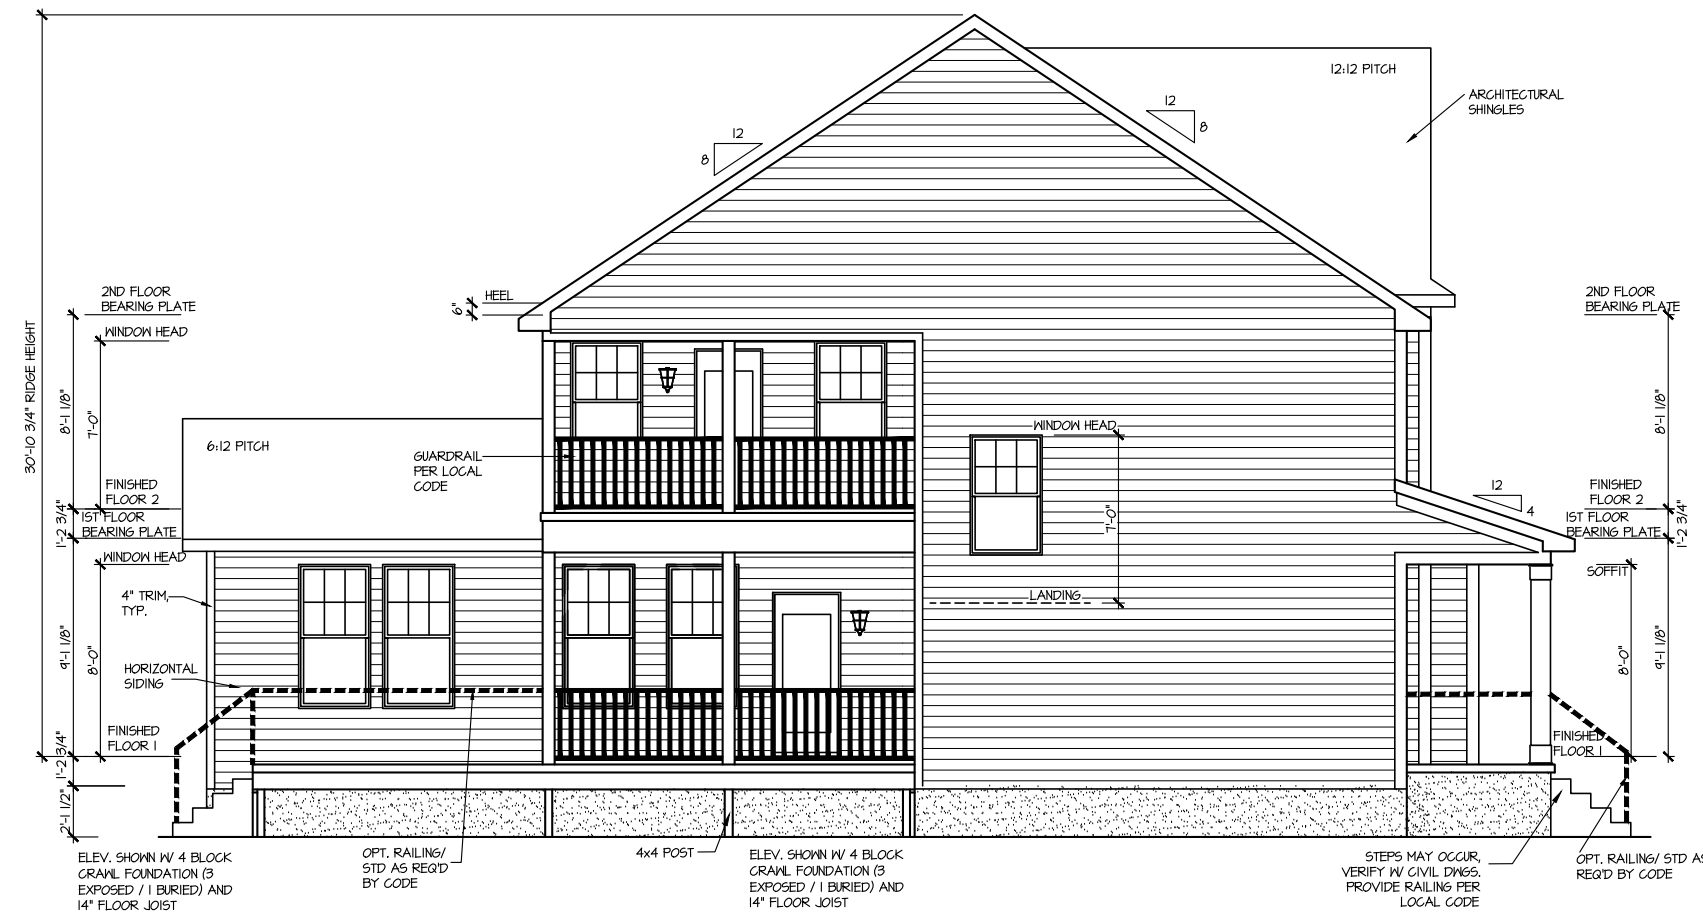 12:12 PITCH
ARCHITECTURAL
SHINGLES
12
8
12
8
2ND FLOOR
BEARING PLATE
WINDOW HEAD
6"
HEEL
30'-10 3/4" RIDGE HEIGHT
8'-1 1/8"
7'-0"
6:12 PITCH
GUARDRAIL
PER LOCAL
CODE
FINISHED
FLOOR 2
1ST FLOOR
BEARING PLATE
1'-2 3/4"
WINDOW HEAD
4" TRIM,
TYP.
9'-1 1/8"
8'-0"
HORIZONTAL
SIDING
FINISHED
FLOOR 1
1'-2 3/4"
2'-1 1/2"
WINDOW HEAD
7'-0"
LANDING
2ND FLOOR
BEARING PLATE
8'-1 1/8"
12
4
FINISHED
FLOOR 2
1ST FLOOR
BEARING PLATE
1'-2 3/4"
SOFFIT
8'-0"
9'-1 1/8"
FINISHED
FLOOR 1
ELEV. SHOWN W/ 4 BLOCK
CRAWL FOUNDATION (3
EXPOSED / 1 BURIED) AND
14" FLOOR JOIST
OPT. RAILING/
STD AS REQ'D
BY CODE
4x4 POST
ELEV. SHOWN W/ 4 BLOCK
CRAWL FOUNDATION (3
EXPOSED / 1 BURIED) AND
14" FLOOR JOIST
STEPS MAY OCCUR,
VERIFY W/ CIVIL DWGS.
PROVIDE RAILING PER
LOCAL CODE
OPT. RAILING/ STD AS
REQ'D BY CODE